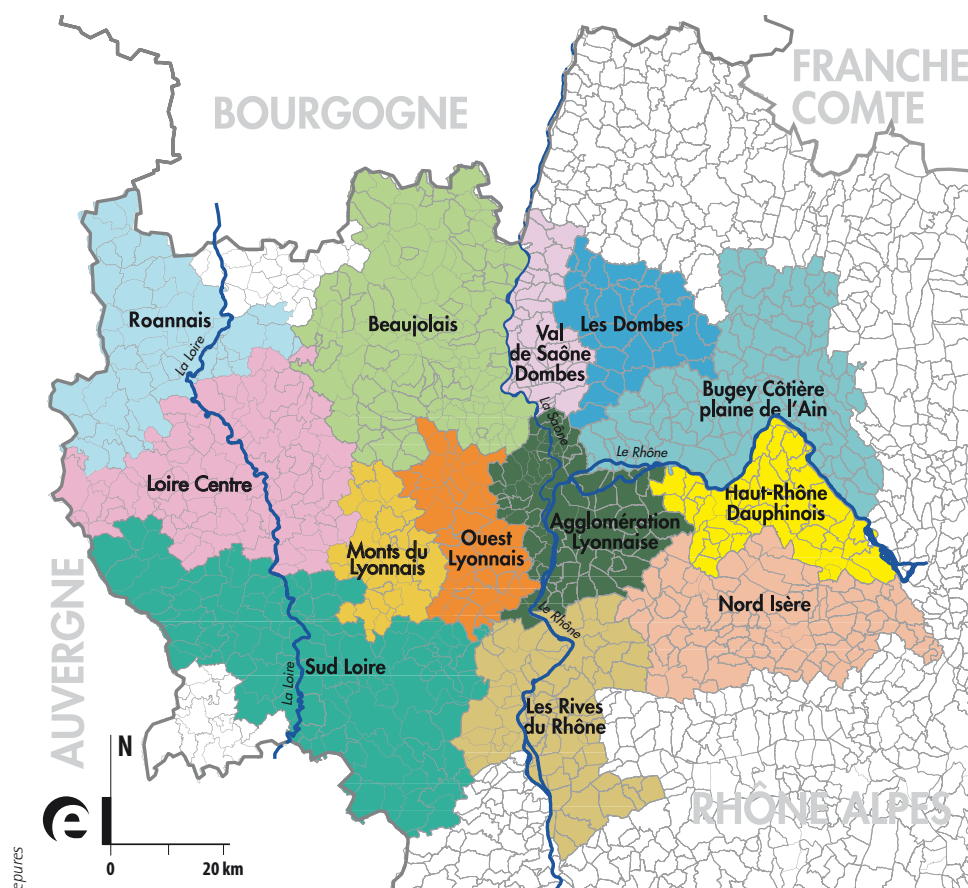 FRANCHE
COMTE
BOURGOGNE
Roannais
Beaujolais
Les Dombes
Val
de Saône
Dombes
La Loire
Bugey Côtière
plaine de l'Ain
La Saône
Le Rhône
Loire Centre
Haut-Rhône
Dauphinois
Agglomération
Lyonnaise
Ouest
Lyonnais
Monts du
Lyonnais
Nord Isère
Le Rhône
AUVERGNE
Sud Loire
La Loire
Les Rives
du Rhône
N
RHÔNE ALPES
e
0
20 km
epures